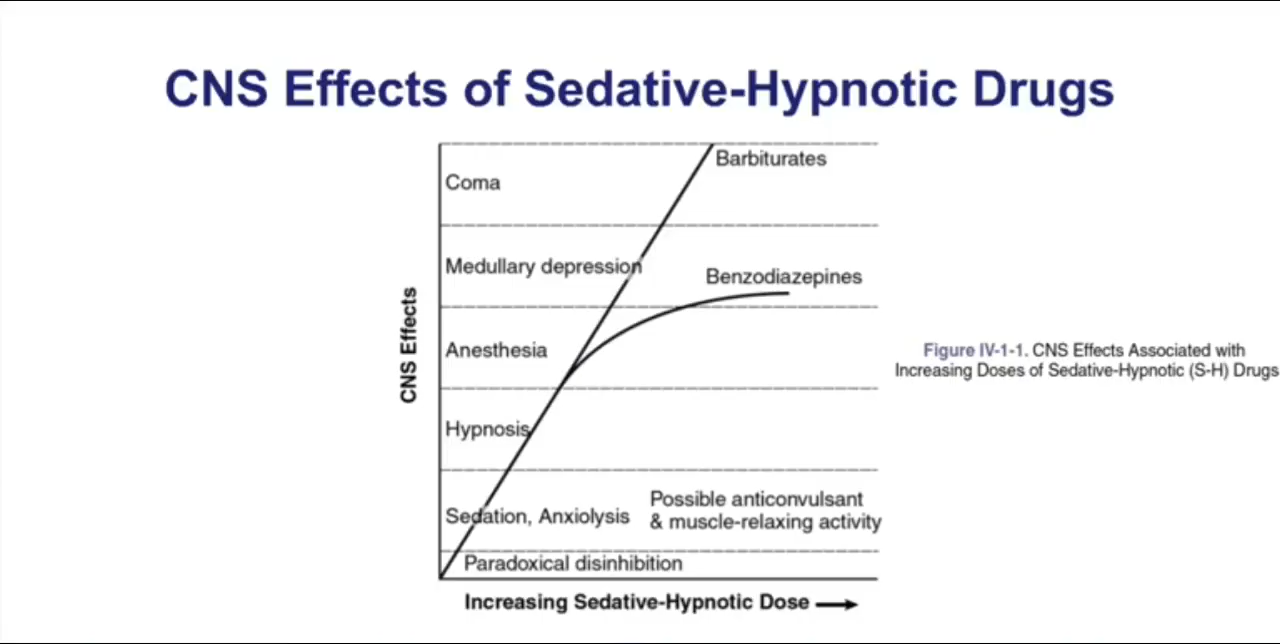 CNS Effects of Sedative-Hypnotic Drugs
Barbiturates
Coma
Medullary depression
Benzodiazepines
CNS Effects
Anesthesia
Figure IV-1-1. CNS Effects Associated with
Increasing Doses of Sedative-Hypnotic (S-H) Drugs
Hypnosis
Sedation, Anxiolysis
Possible anticonvulsant
& muscle-relaxing activity
Paradoxical disinhibition
Increasing Sedative-Hypnotic Dose